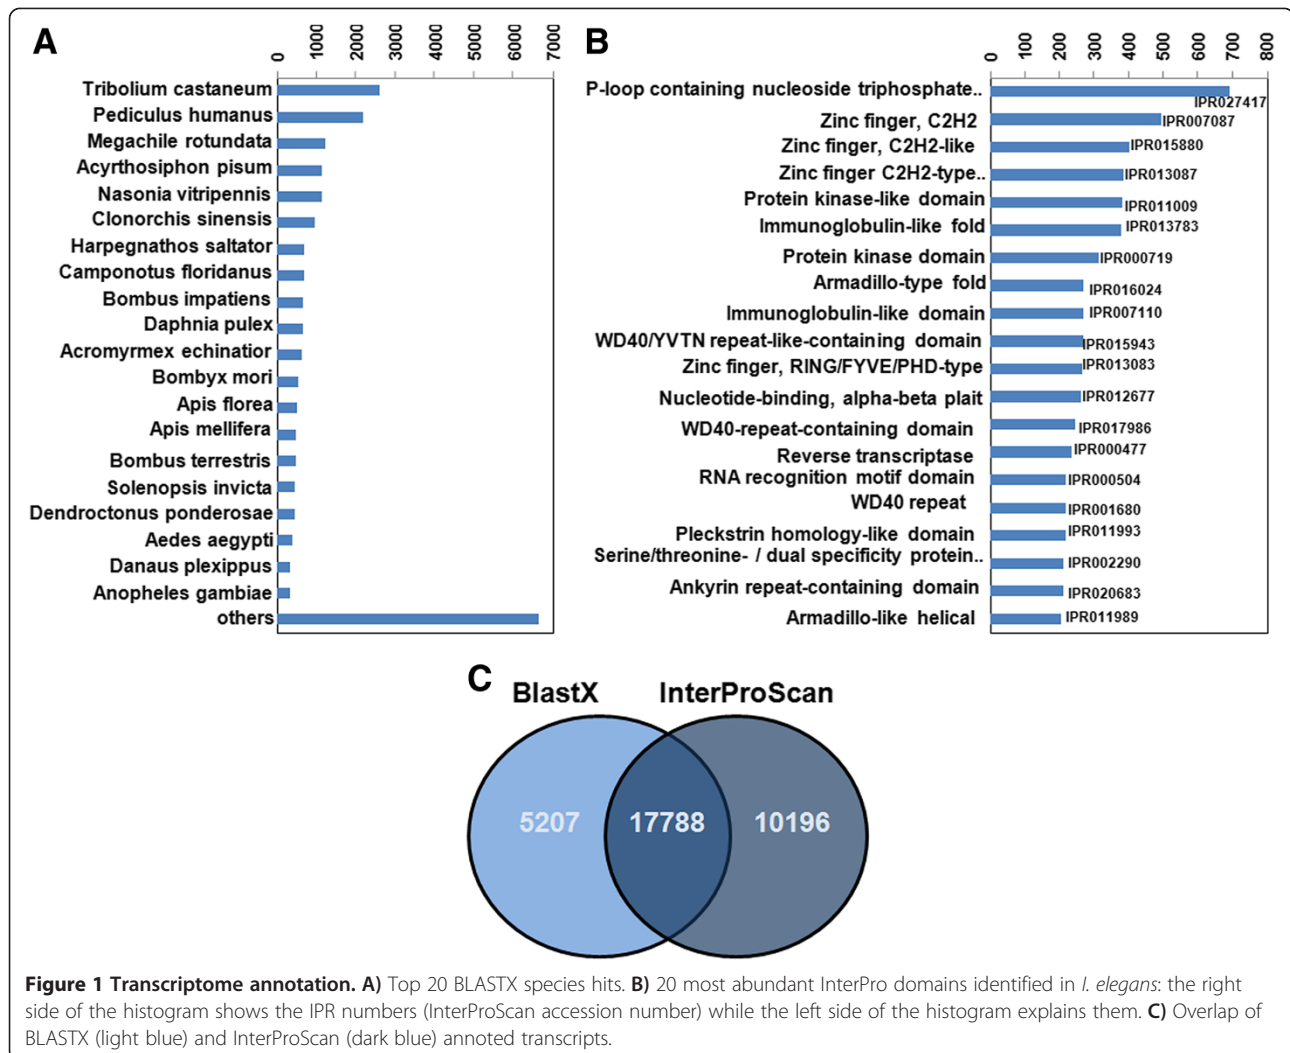 A
0 1000 2000 3000 4000 5000 6000 7000
Tribolium castaneum
Pediculus humanus
Megachile rotundata
Acyrthosiphon pisum
Nasonia vitripennis
Clonorchis sinensis
Harpegnathos saltator
Camponotus floridanus
Bombus impatiens
Daphnia pulex
Acromyrmex echinatior
Bombyx mori
Apis florea
Apis mellifera
Bombus terrestris
Solenopsis invicta
Dendroctonus ponderosae
Aedes aegypti
Danaus plexippus
Anopheles gambiae
others
B
0 100 200 300 400 500 600 700 800
P-loop containing nucleoside triphosphate.. IPR027417
Zinc finger, C2H2 IPR007087
Zinc finger, C2H2-like IPR015880
Zinc finger C2H2-type.. IPR013087
Protein kinase-like domain IPR011009
Immunoglobulin-like fold IPR013783
Protein kinase domain IPR000719
Armadillo-type fold IPR016024
Immunoglobulin-like domain IPR007110
WD40/YVTN repeat-like-containing domain IPR015943
Zinc finger, RING/FYVE/PHD-type IPR013083
Nucleotide-binding, alpha-beta plait IPR012677
WD40-repeat-containing domain IPR017986
Reverse transcriptase IPR000477
RNA recognition motif domain IPR000504
WD40 repeat IPR001680
Pleckstrin homology-like domain IPR011993
Serine/threonine- / dual specificity protein.. IPR002290
Ankyrin repeat-containing domain IPR020683
Armadillo-like helical IPR011989
C
BlastX InterProScan
5207 17788 10196
Figure 1 Transcriptome annotation. A) Top 20 BLASTX species hits. B) 20 most abundant InterPro domains identified in I. elegans: the right
side of the histogram shows the IPR numbers (InterProScan accession number) while the left side of the histogram explains them. C) Overlap of
BLASTX (light blue) and InterProScan (dark blue) annoted transcripts.